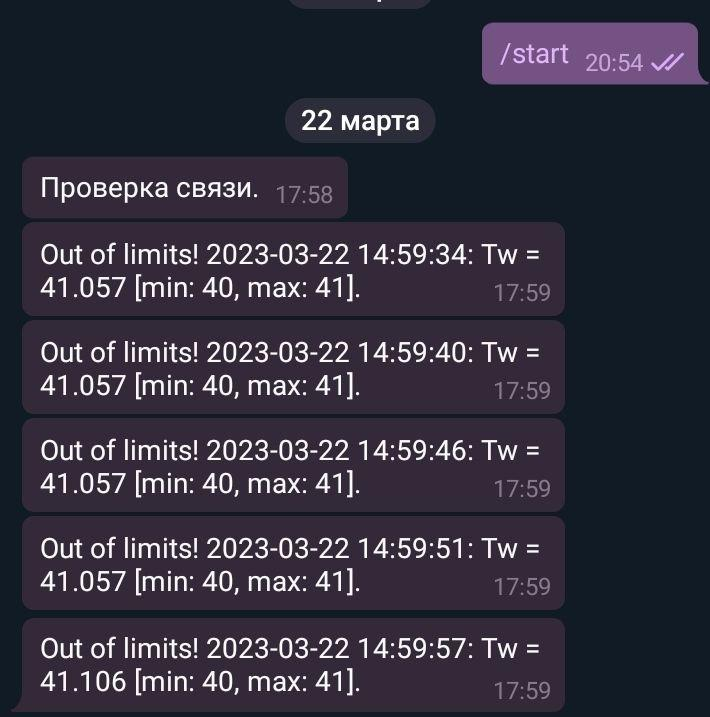 /start 20:54
22 марта
Проверка связи. 17:58
Out of limits! 2023-03-22 14:59:34: Tw =
41.057 [min: 40, max: 41]. 17:59
Out of limits! 2023-03-22 14:59:40: Tw =
41.057 [min: 40, max: 41]. 17:59
Out of limits! 2023-03-22 14:59:46: Tw =
41.057 [min: 40, max: 41]. 17:59
Out of limits! 2023-03-22 14:59:51: Tw =
41.057 [min: 40, max: 41]. 17:59
Out of limits! 2023-03-22 14:59:57: Tw =
41.106 [min: 40, max: 41]. 17:59